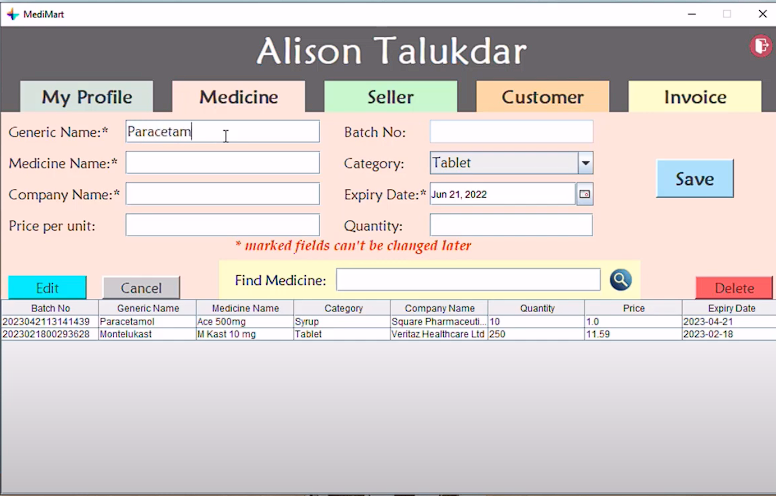 MediMart
Alison Talukdar
My Profile Medicine Seller Customer Invoice
Generic Name:* Paracetam Batch No:
Medicine Name:* Category: Tablet
Save
Company Name:* Expiry Date:* Jun 21, 2022
Price per unit: Quantity:
* marked fields can't be changed later
Edit Cancel Find Medicine: Delete
Batch No Generic Name Medicine Name Category Company Name Quantity Price Expiry Date
2023042113141439 Paracetamol Ace 500mg Syrup Square Pharmaceuti... 10 1.0 2023-04-21
2023021800293628 Montelukast M Kast 10 mg Tablet Veritaz Healthcare Ltd 250 11.59 2023-02-18